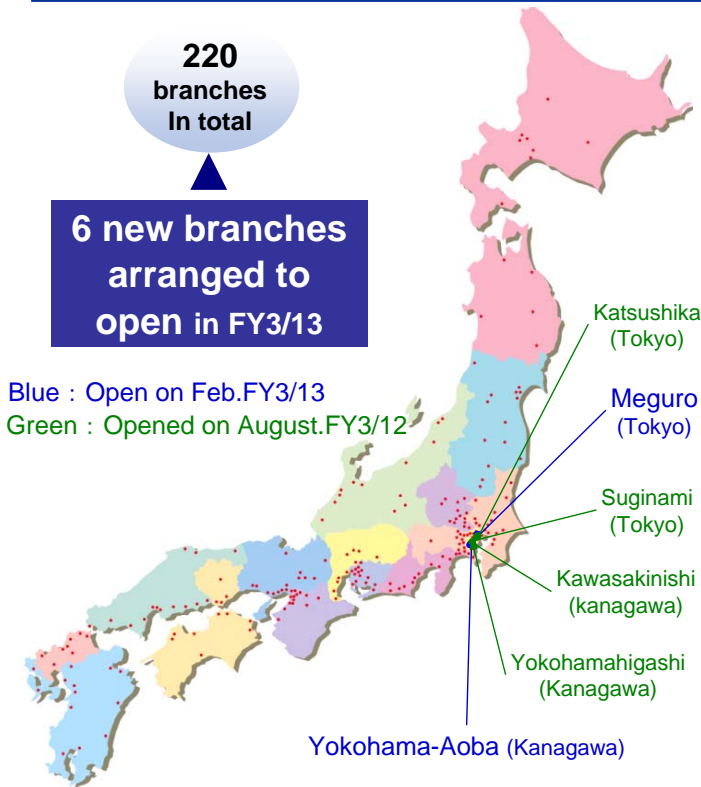 220
branches
In total
6 new branches
arranged to
open in FY3/13
Blue : Open on Feb.FY3/13
Green : Opened on August.FY3/12
Katsushika
(Tokyo)
Meguro
(Tokyo)
Suginami
(Tokyo)
Kawasakinishi
(kanagawa)
Yokohamahigashi
(Kanagawa)
Yokohama-Aoba (Kanagawa)